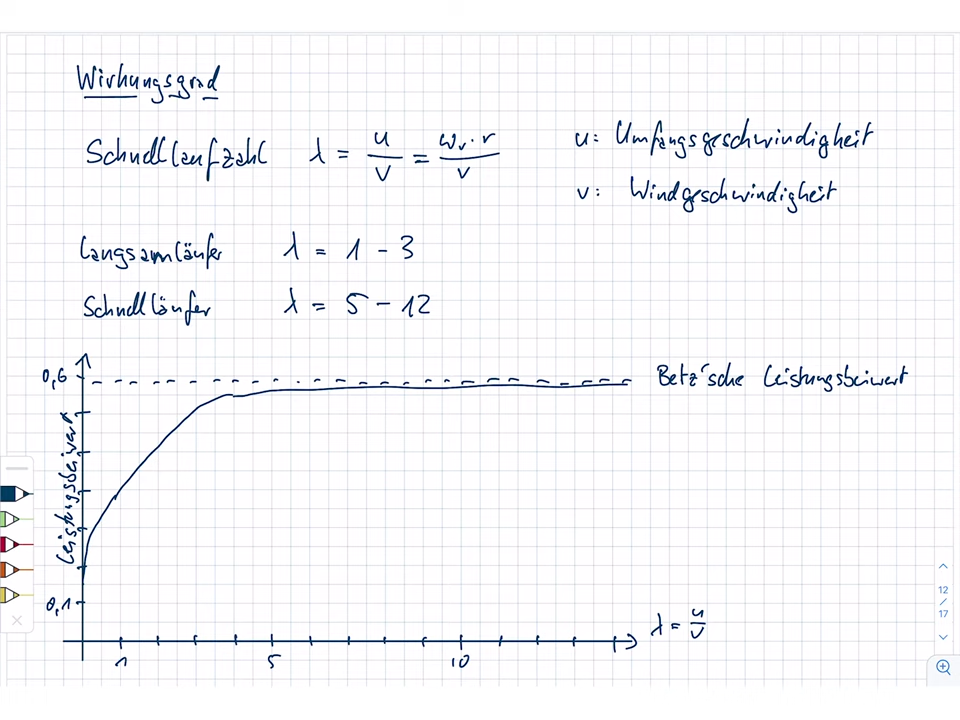 Wirkungsgrad
Schnelllaufzahl λ = u/v = ωᵥ · r/v
u: Umfangsgeschwindigkeit
v: Windgeschwindigkeit
Langsamläufer λ = 1 - 3
Schnellläufer λ = 5 - 12
0,6
Betz'sche Leistungsbeiwert
Leistungsbeiwert
0,1
λ = u/v
1 5 10
12
/
17